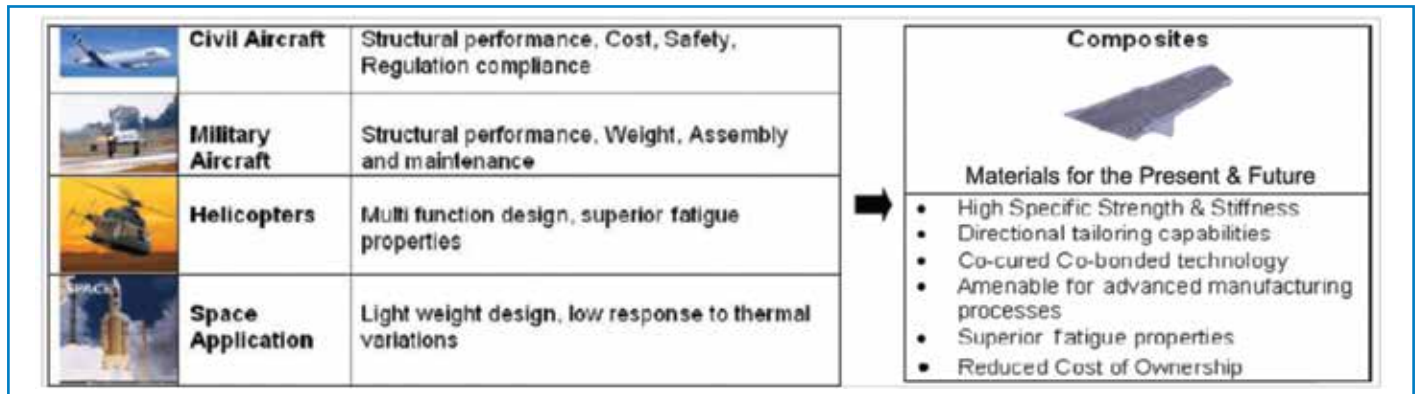 Civil Aircraft
Structural performance, Cost, Safety,
Regulation compliance
Military
Aircraft
Structural performance, Weight, Assembly
and maintenance
Helicopters
Multi function design, superior fatigue
properties
SPACE
Space
Application
Light weight design, low response to thermal
variations
Composites
Materials for the Present & Future
• High Specific Strength & Stiffness
• Directional tailoring capabilities
• Co-cured Co-bonded technology
• Amenable for advanced manufacturing
processes
• Superior fatigue properties
• Reduced Cost of Ownership